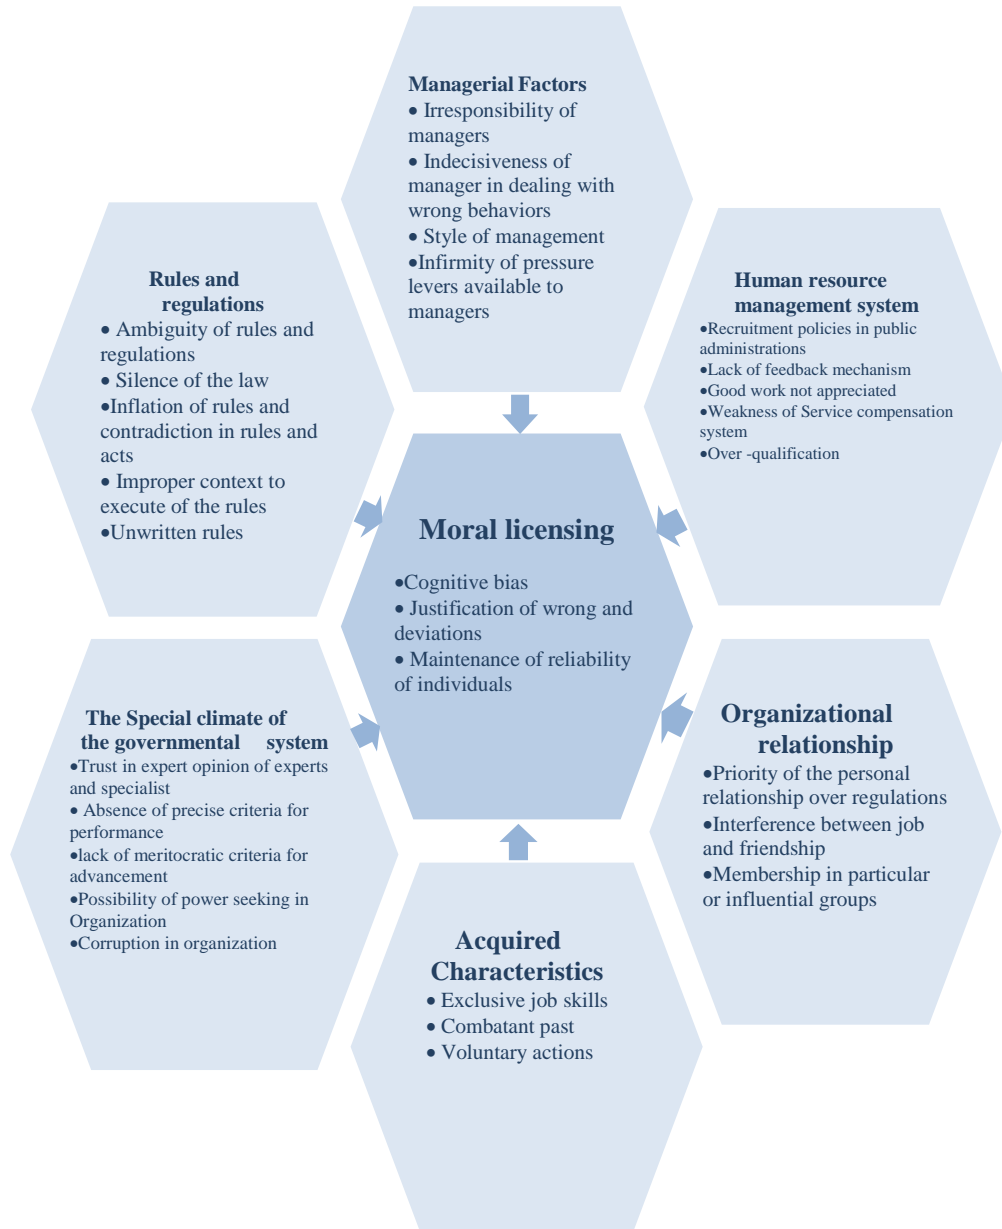 Managerial Factors
• Irresponsibility of
managers
• Indecisiveness of
manager in dealing with
wrong behaviors
• Style of management
•Infirmity of pressure
levers available to
managers
Rules and
regulations
• Ambiguity of rules and
regulations
• Silence of the law
•Inflation of rules and
contradiction in rules and
acts
• Improper context to
execute of the rules
•Unwritten rules
Human resource
management system
•Recruitment policies in public
administrations
•Lack of feedback mechanism
•Good work not appreciated
•Weakness of Service compensation
system
•Over -qualification
Moral licensing
•Cognitive bias
• Justification of wrong and
deviations
• Maintenance of reliability
of individuals
The Special climate of
the governmental system
•Trust in expert opinion of experts
and specialist
• Absence of precise criteria for
performance
•lack of meritocratic criteria for
advancement
•Possibility of power seeking in
Organization
•Corruption in organization
Organizational
relationship
•Priority of the personal
relationship over regulations
•Interference between job
and friendship
•Membership in particular
or influential groups
Acquired
Characteristics
• Exclusive job skills
• Combatant past
• Voluntary actions